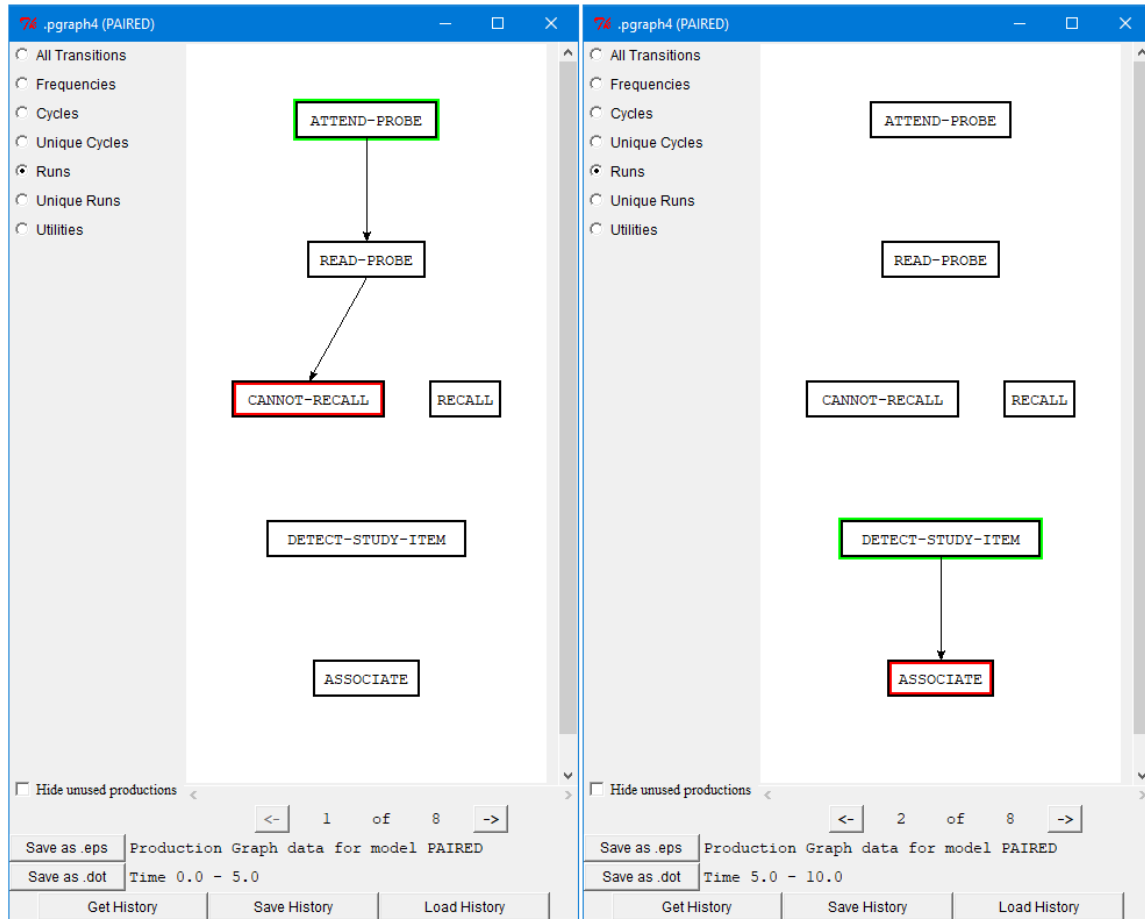 .pgraph4 (PAIRED)
All Transitions
Frequencies
Cycles
Unique Cycles
Runs
Unique Runs
Utilities
ATTEND-PROBE
READ-PROBE
CANNOT-RECALL
RECALL
DETECT-STUDY-ITEM
ASSOCIATE
Hide unused productions
<- 1 of 8 ->
Save as .eps Production Graph data for model PAIRED
Save as .dot Time 0.0 - 5.0
Get History Save History Load History
.pgraph4 (PAIRED)
All Transitions
Frequencies
Cycles
Unique Cycles
Runs
Unique Runs
Utilities
ATTEND-PROBE
READ-PROBE
CANNOT-RECALL
RECALL
DETECT-STUDY-ITEM
ASSOCIATE
Hide unused productions
<- 2 of 8 ->
Save as .eps Production Graph data for model PAIRED
Save as .dot Time 5.0 - 10.0
Get History Save History Load History